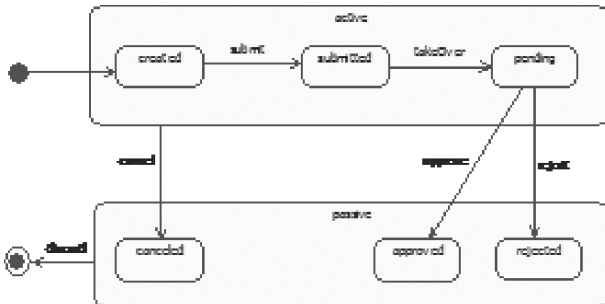 active
created
submit
submitted
takeOver
pending
cancel
approve
reject
passive
canceled
approved
rejected
discard